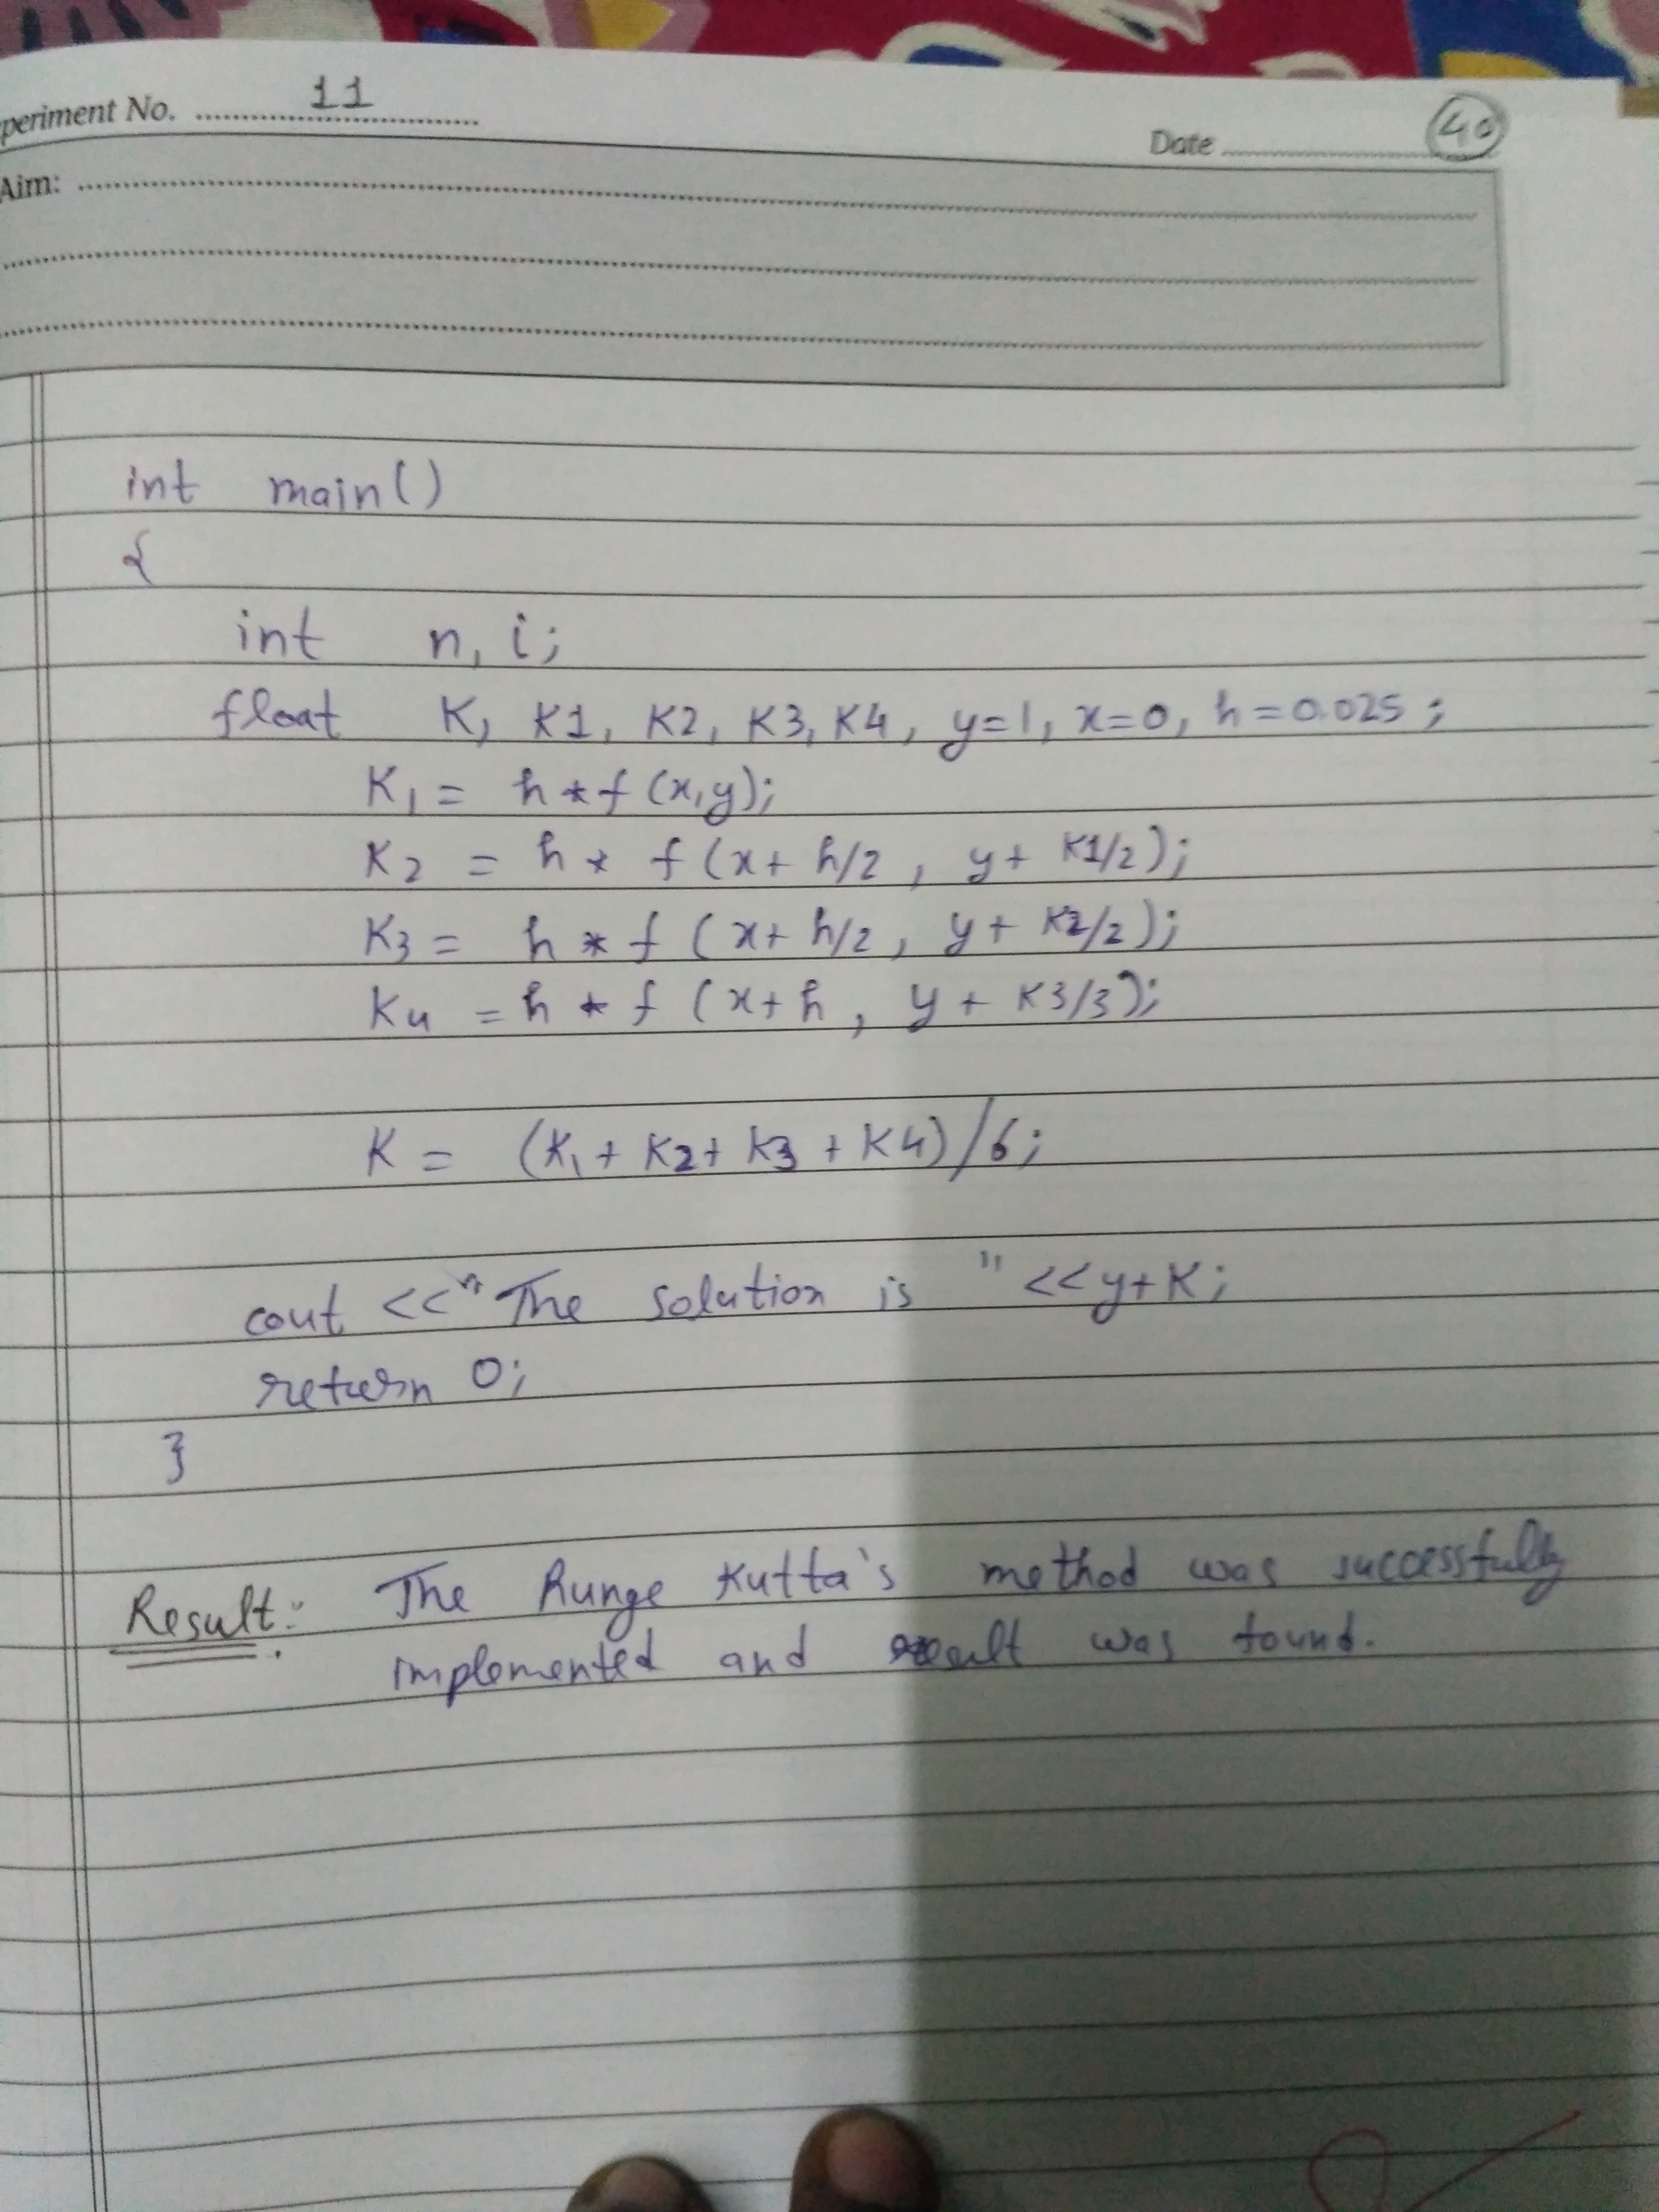 periment No. 11
Date
40
Aim:
int main()
{
int n, i;
float K, K1, K2, K3, K4, y=1, x=0, h=0.025;
K1 = h*f(x,y);
K2 = h * f(x+h/2, y+K1/2);
K3 = h * f(x+h/2, y+K2/2);
K4 = h * f(x+h, y+K3/3);
K = (K1+K2+K3+K4)/6;
cout <<"The solution is "<<y+K;
return 0;
}
Result:- The Runge Kutta's method was successfully
implemented and result was found.